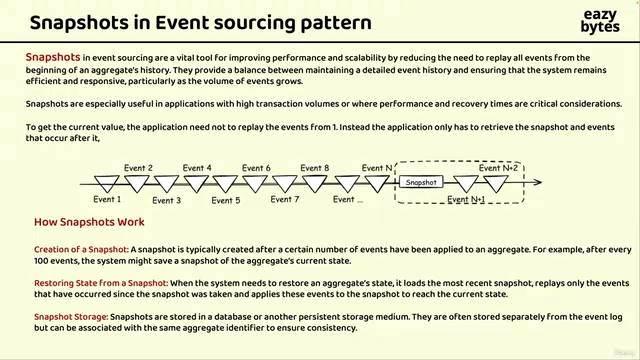 Snapshots in Event sourcing pattern
eazy
bytes
Snapshots in event sourcing are a vital tool for improving performance and scalability by reducing the need to replay all events from the
beginning of an aggregate's history. They provide a balance between maintaining a detailed event history and ensuring that the system remains
efficient and responsive, particularly as the volume of events grows.
Snapshots are especially useful in applications with high transaction volumes or where performance and recovery times are critical considerations.
To get the current value, the application need not to replay the events from 1. Instead the application only has to retrieve the snapshot and events
that occur after it,
Event 2 Event 4 Event 6 Event 8 Event N Event N+2
Snapshot
Event 1 Event 3 Event 5 Event 7 Event ... Event N+1
How Snapshots Work
Creation of a Snapshot: A snapshot is typically created after a certain number of events have been applied to an aggregate. For example, after every
100 events, the system might save a snapshot of the aggregate's current state.
Restoring State from a Snapshot: When the system needs to restore an aggregate's state, it loads the most recent snapshot, replays only the events
that have occurred since the snapshot was taken and applies these events to the snapshot to reach the current state.
Snapshot Storage: Snapshots are stored in a database or another persistent storage medium. They are often stored separately from the event log
but can be associated with the same aggregate identifier to ensure consistency.